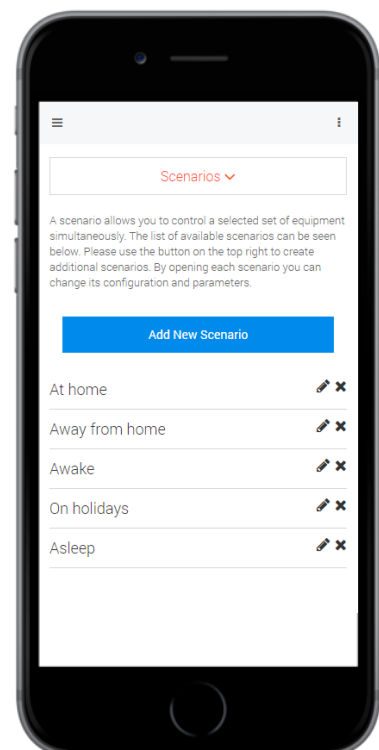 Scenarios
A scenario allows you to control a selected set of equipment
simultaneously. The list of available scenarios can be seen
below. Please use the button on the top right to create
additional scenarios. By opening each scenario you can
change its configuration and parameters.
Add New Scenario
At home
Away from home
Awake
On holidays
Asleep